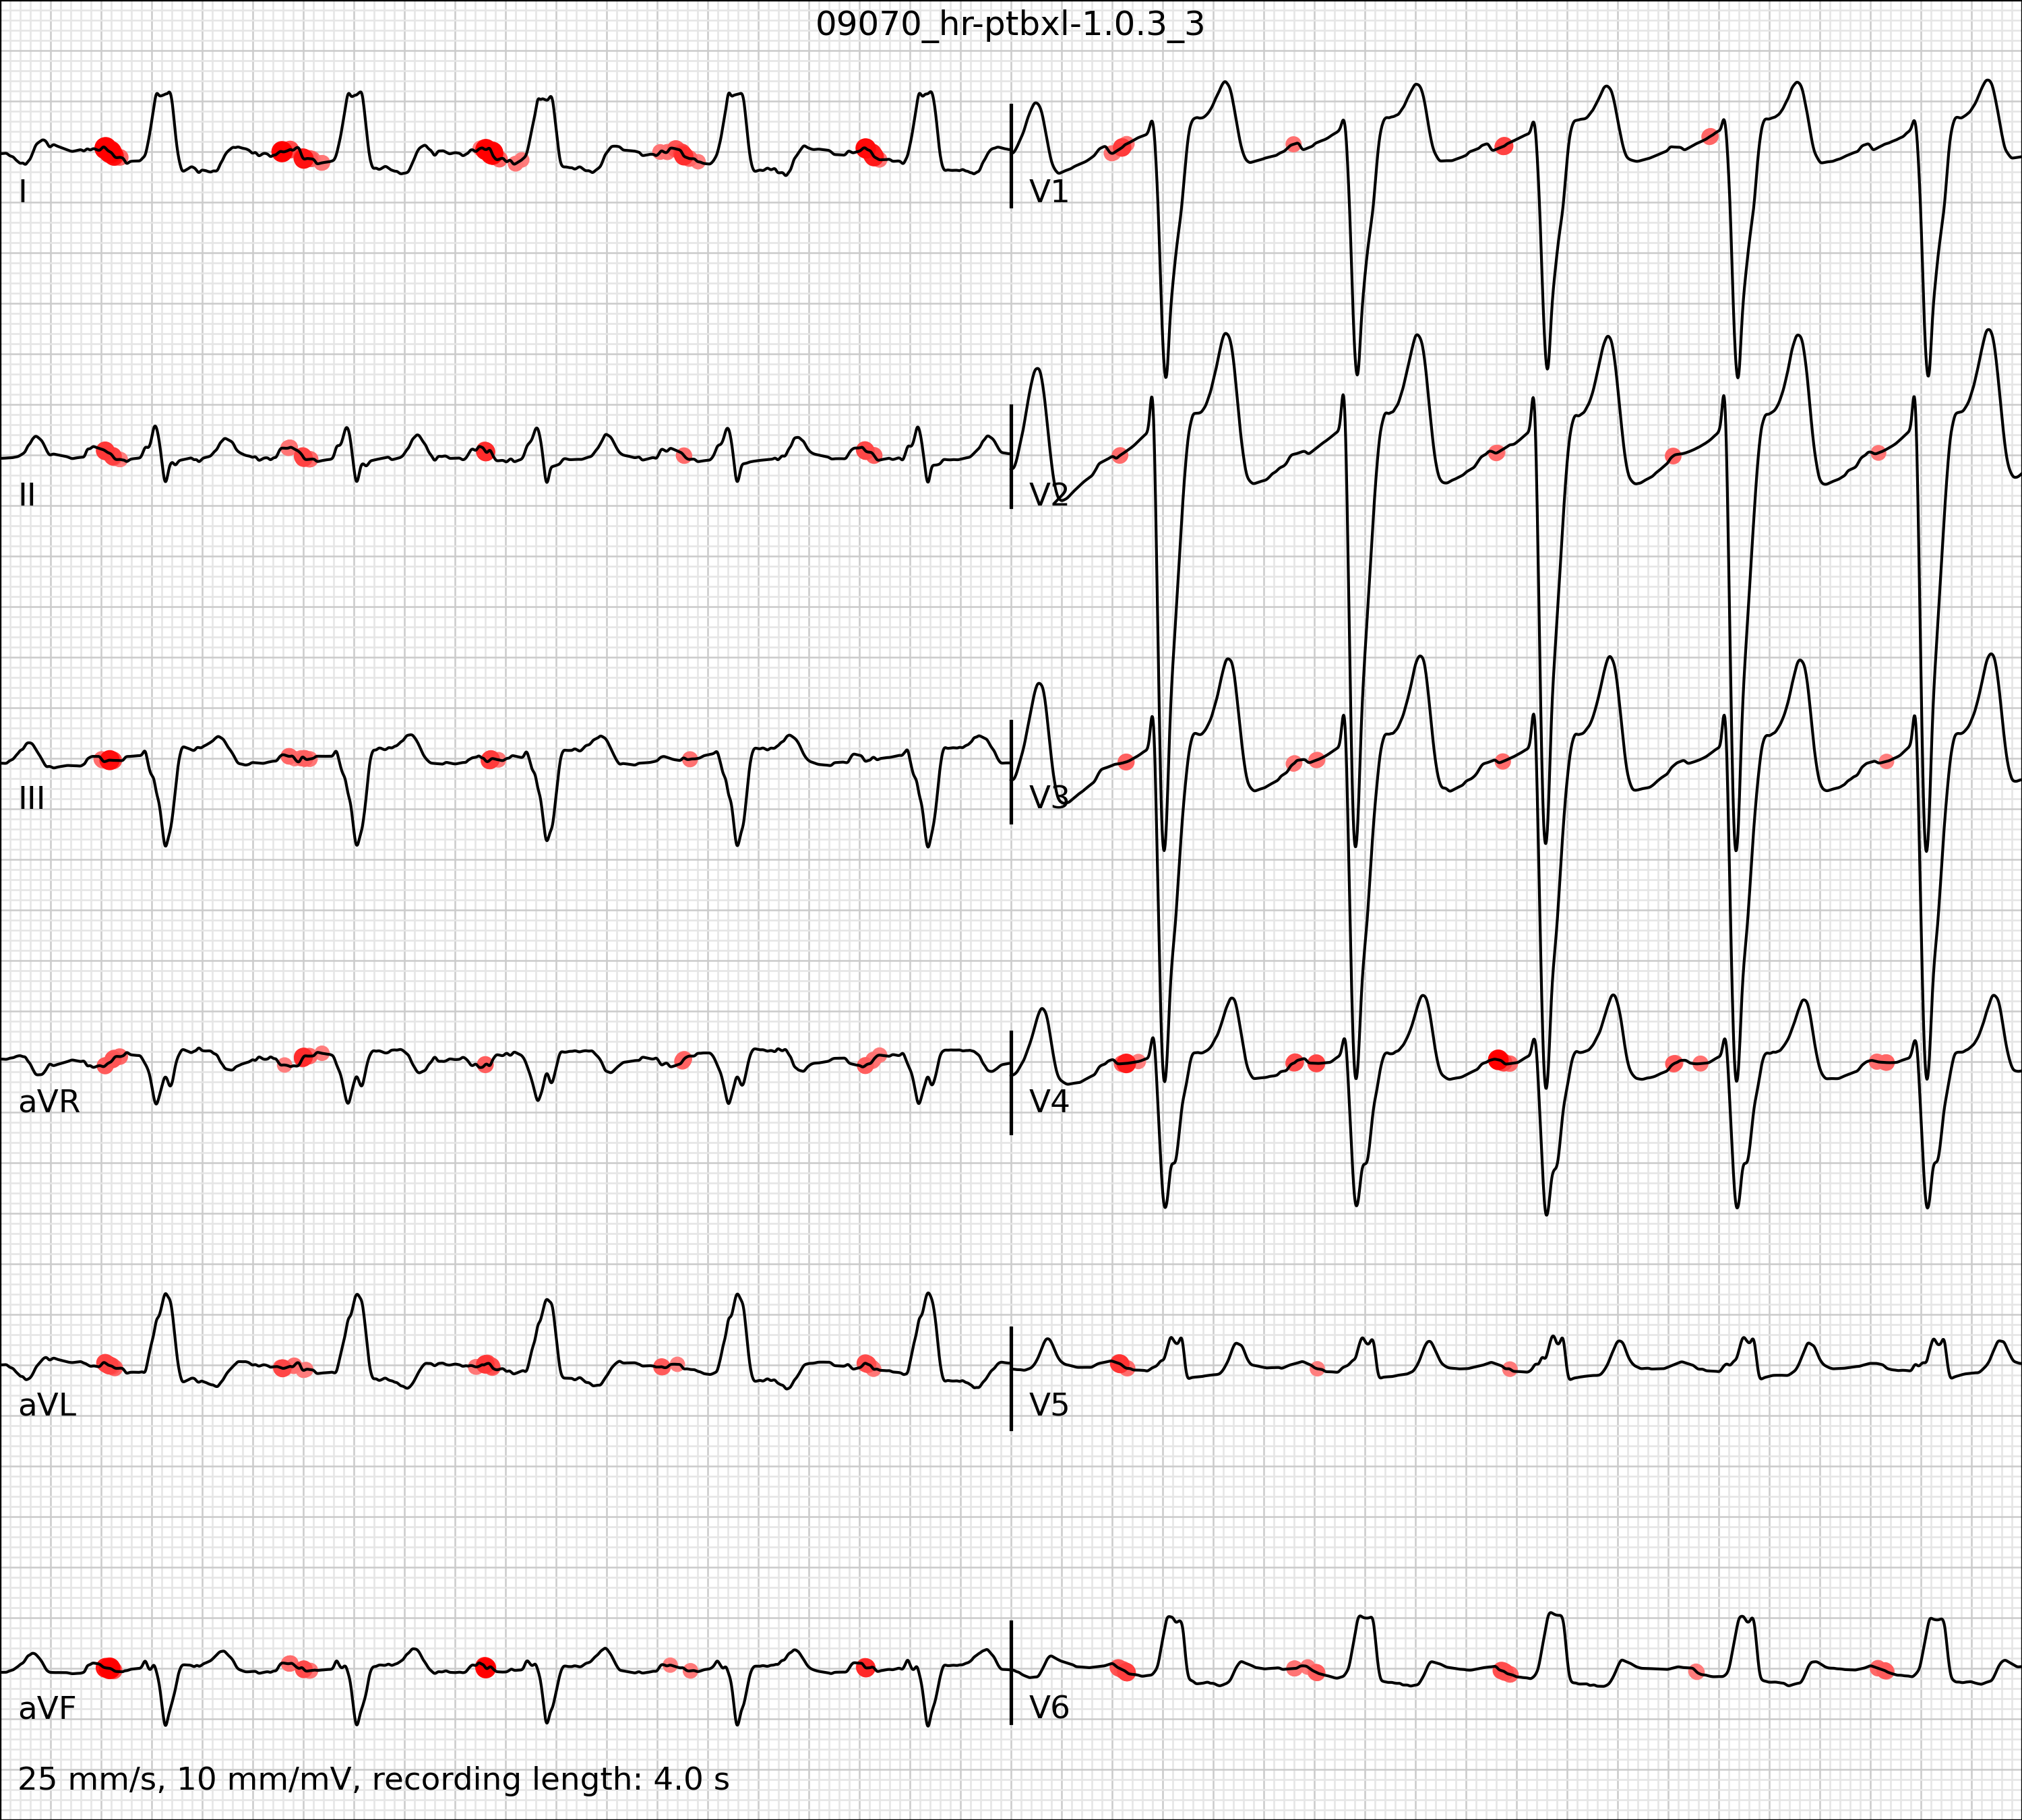 09070_hr-ptbxl-1.0.3_3
I
V1
II
V2
III
V3
aVR
V4
aVL
V5
aVF
V6
25 mm/s, 10 mm/mV, recording length: 4.0 s